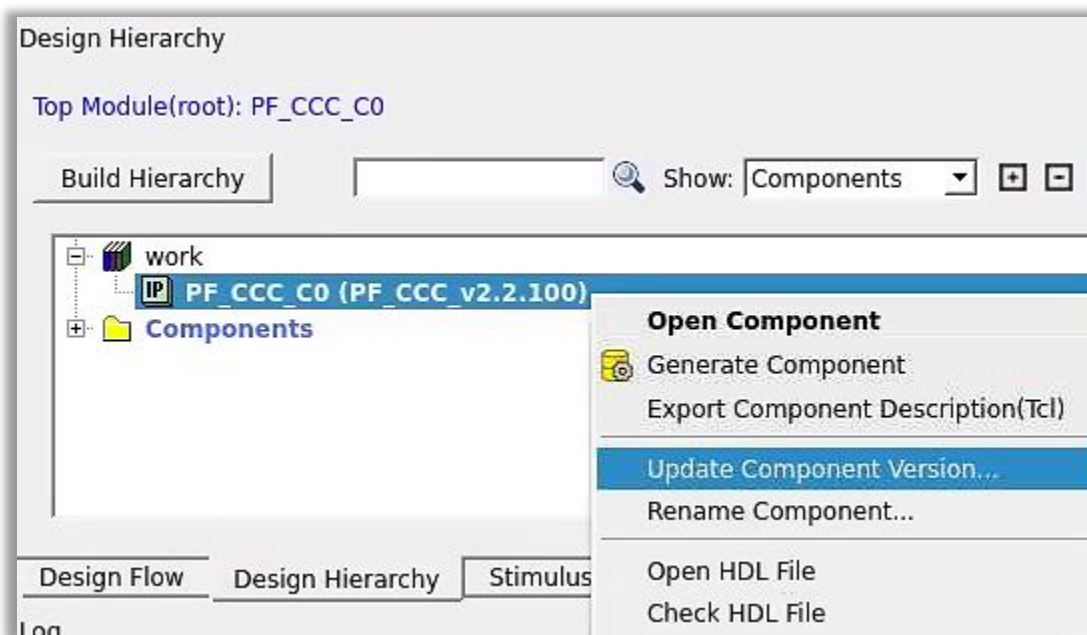 Design Hierarchy
Top Module(root): PF_CCC_C0
Build Hierarchy Show: Components
work
IP PF_CCC_C0 (PF_CCC_v2.2.100)
Components
Open Component
Generate Component
Export Component Description(Tcl)
Update Component Version...
Rename Component...
Open HDL File
Check HDL File
Design Flow Design Hierarchy Stimulus
Log